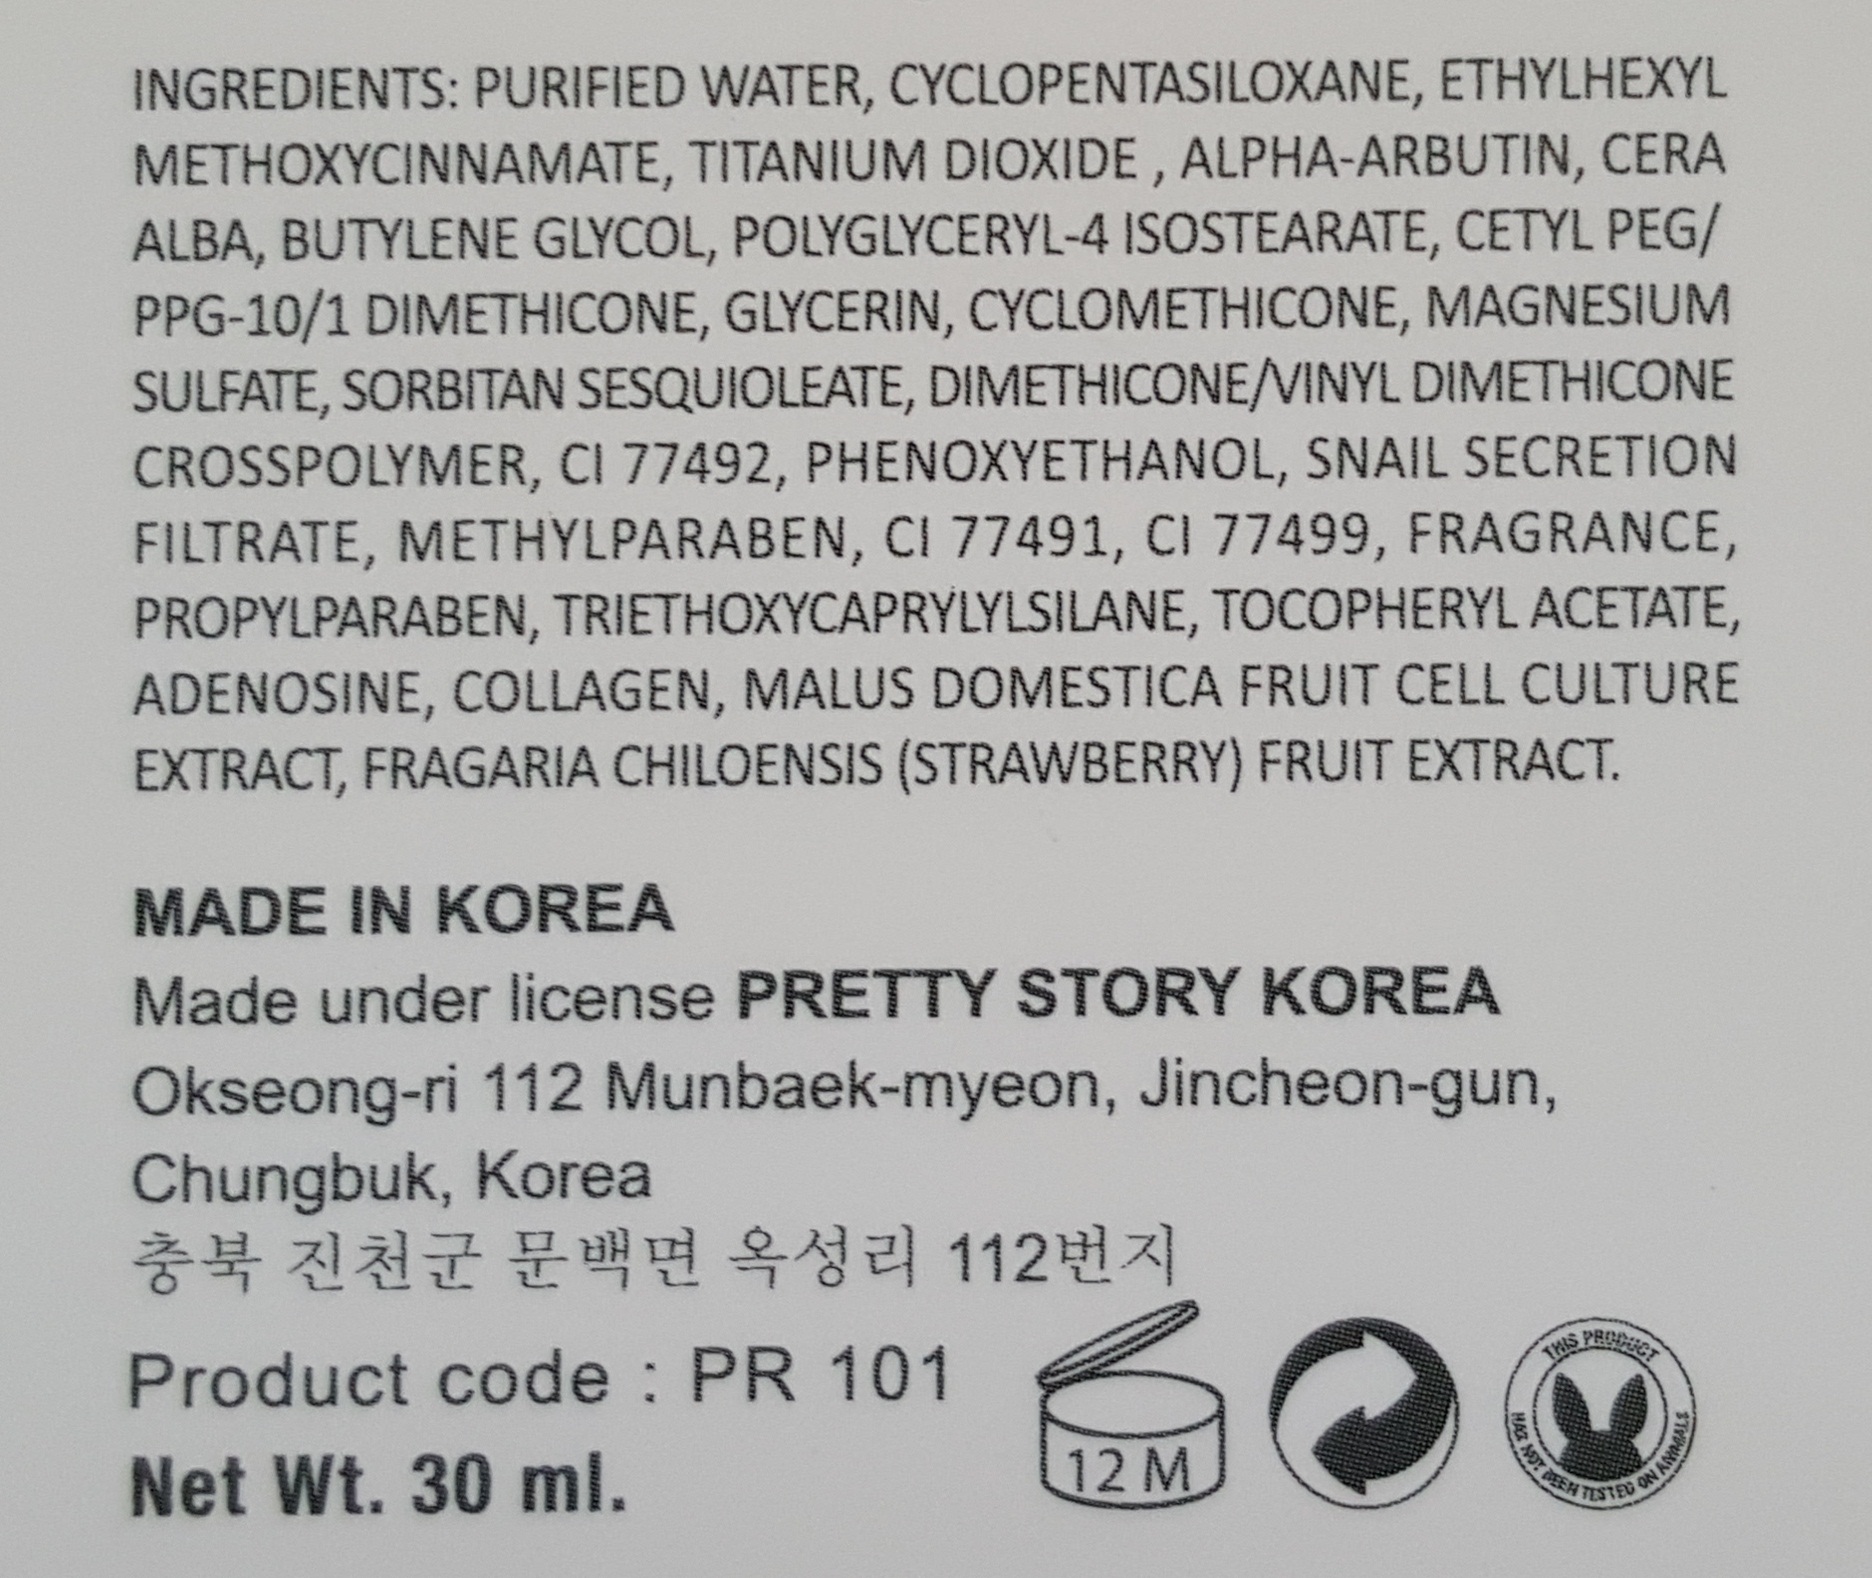 INGREDIENTS: PURIFIED WATER, CYCLOPENTASILOXANE, ETHYLHEXYL
METHOXYCINNAMATE, TITANIUM DIOXIDE , ALPHA-ARBUTIN, CERA
ALBA, BUTYLENE GLYCOL, POLYGLYCERYL-4 ISOSTEARATE, CETYL PEG/
PPG-10/1 DIMETHICONE, GLYCERIN, CYCLOMETHICONE, MAGNESIUM
SULFATE, SORBITAN SESQUIOLEATE, DIMETHICONE/VINYL DIMETHICONE
CROSSPOLYMER, CI 77492, PHENOXYETHANOL, SNAIL SECRETION
FILTRATE, METHYLPARABEN, CI 77491, CI 77499, FRAGRANCE,
PROPYLPARABEN, TRIETHOXYCAPRYLYLSILANE, TOCOPHERYL ACETATE,
ADENOSINE, COLLAGEN, MALUS DOMESTICA FRUIT CELL CULTURE
EXTRACT, FRAGARIA CHILOENSIS (STRAWBERRY) FRUIT EXTRACT.
MADE IN KOREA
Made under license PRETTY STORY KOREA
Okseong-ri 112 Munbaek-myeon, Jincheon-gun,
Chungbuk, Korea
충북 진천군 문백면 옥성리 112번지
Product code : PR 101
Net Wt. 30 ml.
12 M
THIS PRODUCT
HAS NOT BEEN TESTED ON ANIMALS